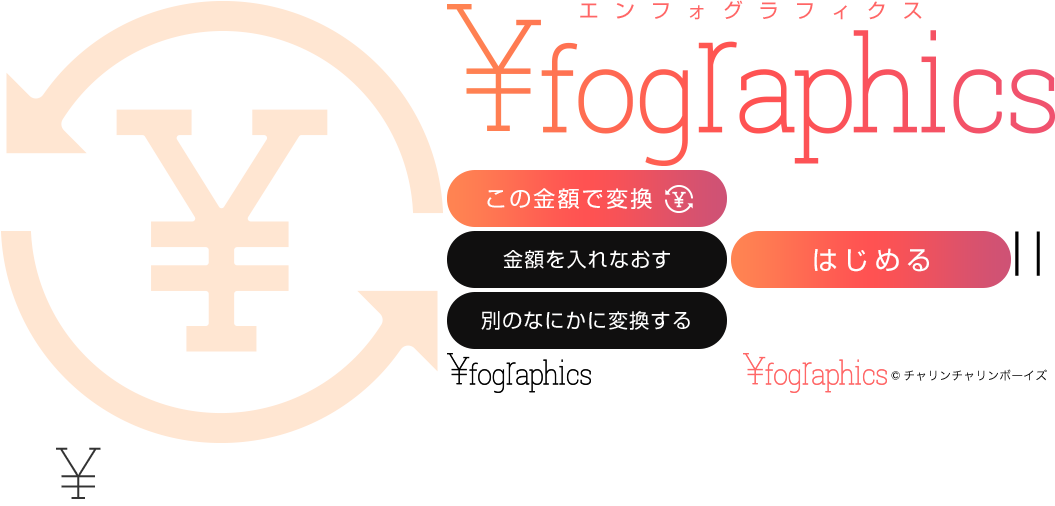 エンフォグラフィクス
¥fographics
¥
この金額で変換 ¥
金額を入れなおす
はじめる
別のなにかに変換する
¥fographics
¥fographics © チャリンチャリンボーイズ
¥